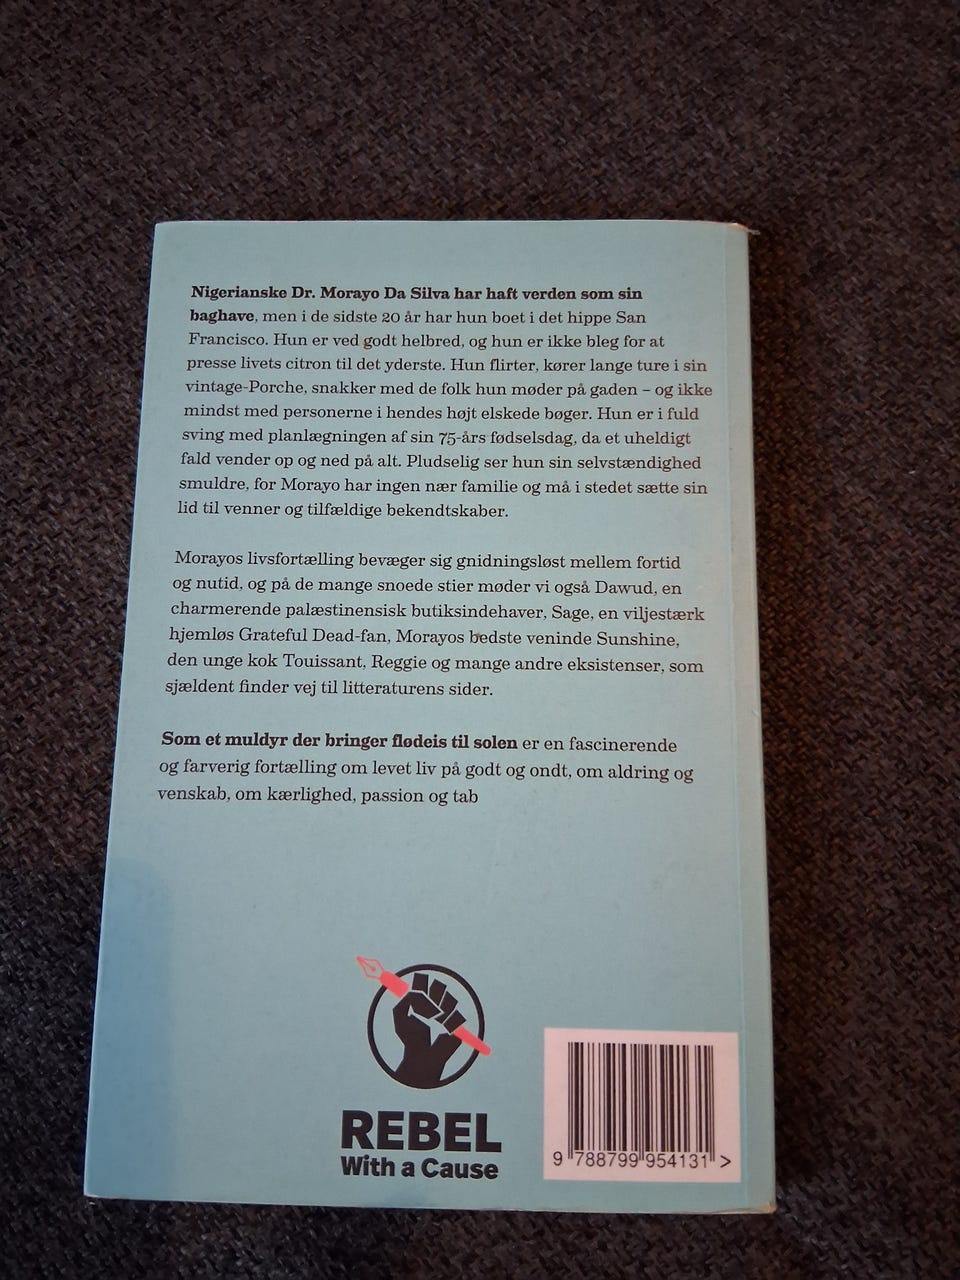 Nigerianske Dr. Morayo Da Silva har haft verden som sin
baghave, men i de sidste 20 år har hun boet i det hippe San
Francisco. Hun er ved godt helbred, og hun er ikke bleg for at
presse livets citron til det yderste. Hun flirter, kører lange ture i sin
vintage-Porche, snakker med de folk hun møder på gaden – og ikke
mindst med personerne i hendes højt elskede bøger. Hun er i fuld
sving med planlægningen af sin 75-års fødselsdag, da et uheldigt
fald vender op og ned på alt. Pludselig ser hun sin selvstændighed
smuldre, for Morayo har ingen nær familie og må i stedet sætte sin
lid til venner og tilfældige bekendtskaber.
Morayos livsfortælling bevæger sig gnidningsløst mellem fortid
og nutid, og på de mange snoede stier møder vi også Dawud, en
charmerende palæstinensisk butiksindehaver, Sage, en viljestærk
hjemløs Grateful Dead-fan, Morayos bedste veninde Sunshine,
den unge kok Touissant, Reggie og mange andre eksistenser, som
sjældent finder vej til litteraturens sider.
Som et muldyr der bringer flødeis til solen er en fascinerende
og farverig fortælling om levet liv på godt og ondt, om aldring og
venskab, om kærlighed, passion og tab
REBEL
With a Cause
9 788799 954131 >